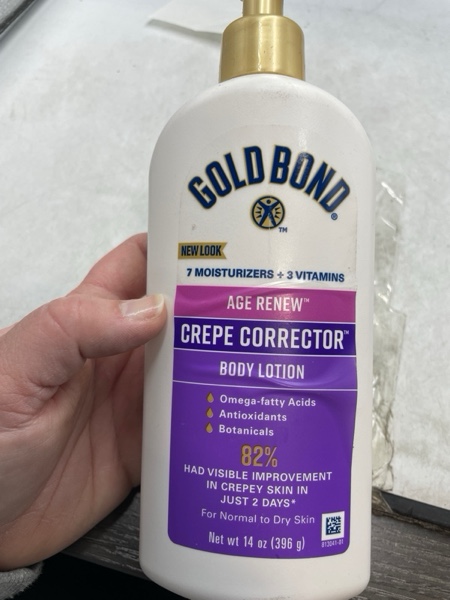 GOLD BOND®
™
NEW LOOK
7 MOISTURIZERS + 3 VITAMINS
AGE RENEW™
CREPE CORRECTOR™
BODY LOTION
Omega-fatty Acids
Antioxidants
Botanicals
82%
HAD VISIBLE IMPROVEMENT
IN CREPEY SKIN IN
JUST 2 DAYS*
For Normal to Dry Skin
Net wt 14 oz (396 g)